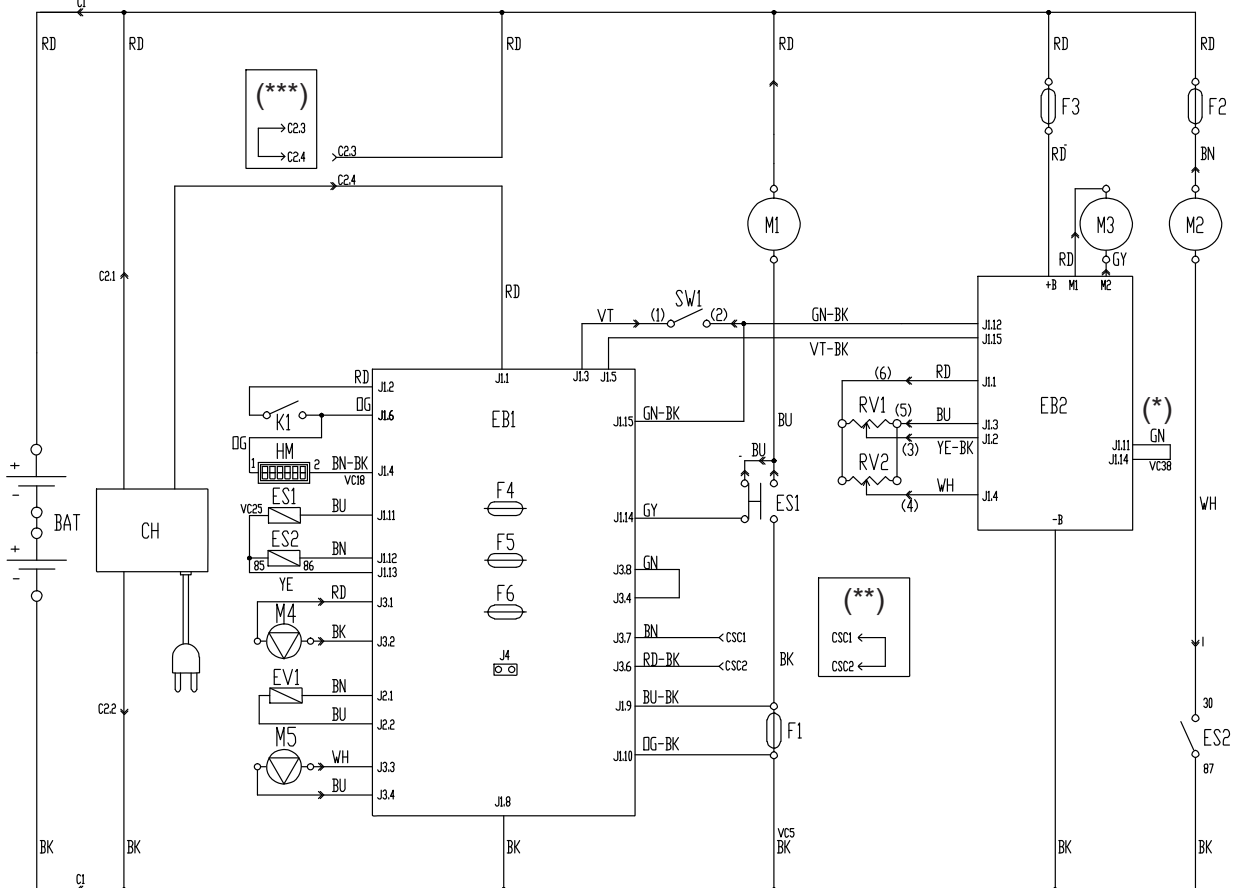 C1
RD RD RD RD RD RD
(***)
C2.3
C2.4
C2.3
C2.4
F3
F2
RD
BN
M1
M3
M2
RD
GY
C2.1
RD
+B M1 M2
SW1
VT (1) (2) GN-BK
J1.12
VT-BK
J1.15
J1.1 J1.3 J1.5
RD
J1.2
K1
OG
J1.6
EB1
GN-BK
J1.15
OG
HM
1 2
BN-BK
VC18
J1.4
(6) RD
J1.1
RV1
(5) BU
J1.3
(3) YE-BK
J1.2
RV2
WH
(4)
J1.4
EB2
(*)
GN
J1.11
J1.14
VC38
-B
BU
BU
ES1
GY
J1.14
+
-
BAT
+
-
CH
VC25
ES1
BU
J1.11
ES2
85 86
BN
J1.12
J1.13
YE
F4
F5
F6
J4
GN
J3.8
J3.4
BN
J3.7
CSC1
RD-BK
J3.6
CSC2
(**)
CSC1
CSC2
WH
M4
RD
J3.1
BK
J3.2
EV1
BN
J2.1
BU
J2.2
C2.2
BK
BU-BK
J1.9
F1
OG-BK
J1.10
M5
WH
J3.3
BU
J3.4
30
ES2
87
J1.8
VC5
BK BK BK BK BK BK
C1